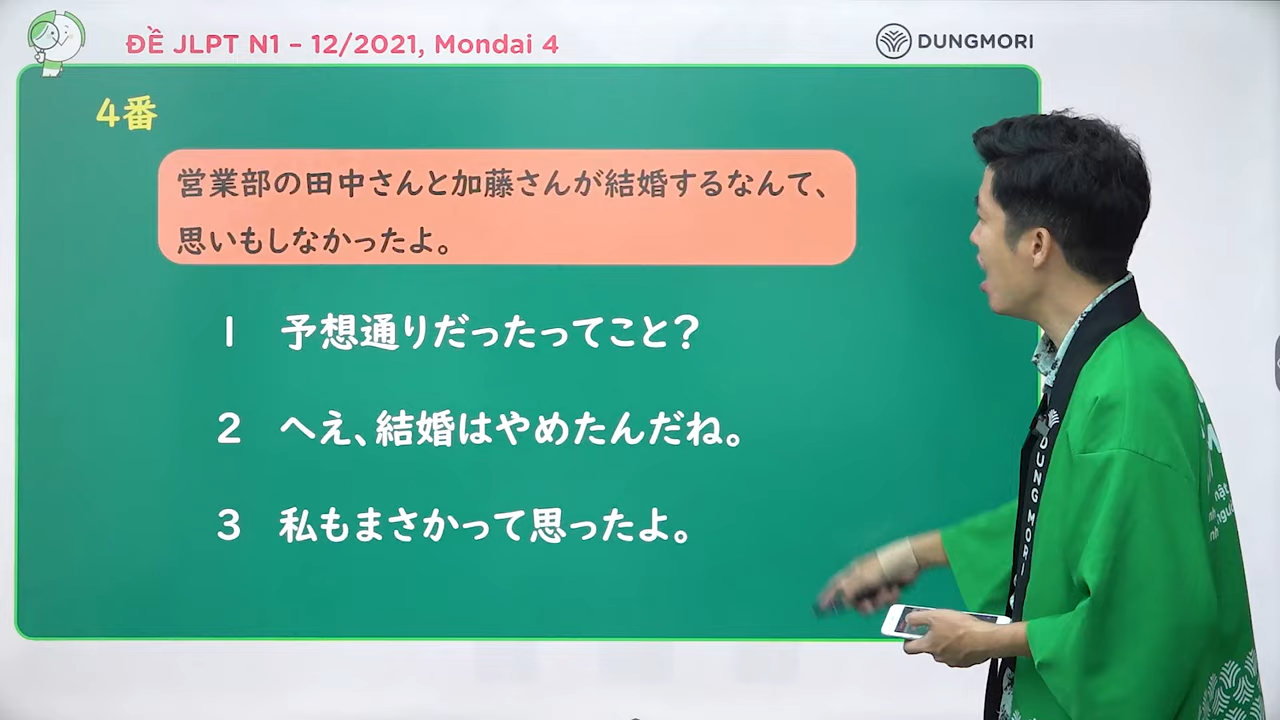 ĐỀ JLPT N1 – 12/2021, Mondai 4
DUNGMORI
4番
営業部の田中さんと加藤さんが結婚するなんて、
思いもしなかったよ。
1 予想通りだったってこと？
2 へえ、結婚はやめたんだね。
3 私もまさかって思ったよ。
DUNG MORI